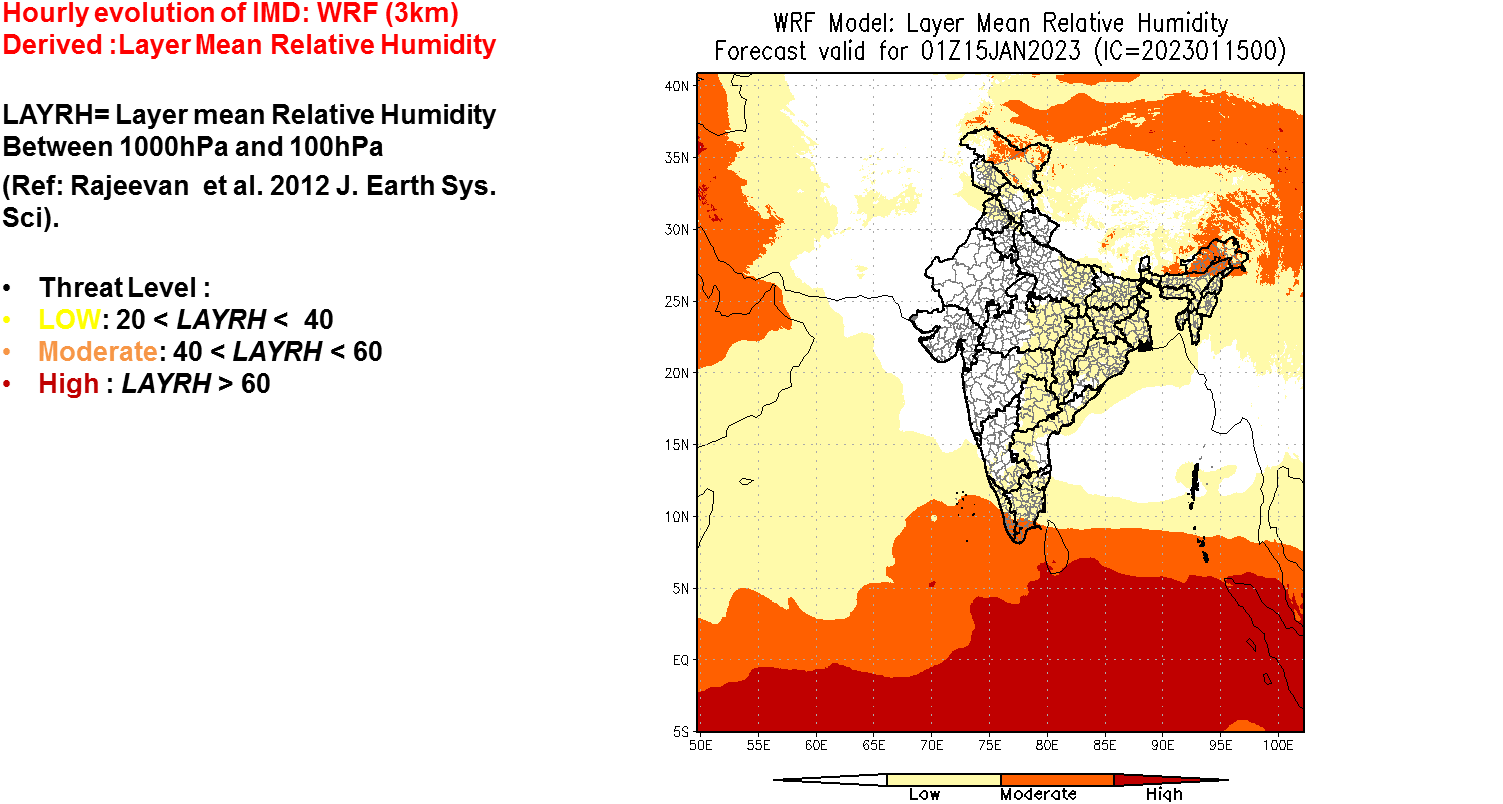 Hourly evolution of IMD: WRF (3km)
Derived :Layer Mean Relative Humidity
LAYRH= Layer mean Relative Humidity
Between 1000hPa and 100hPa
(Ref: Rajeevan et al. 2012 J. Earth Sys.
Sci).
• Threat Level :
• LOW: 20 < LAYRH < 40
• Moderate: 40 < LAYRH < 60
• High : LAYRH > 60
WRF Model: Layer Mean Relative Humidity
Forecast valid for 01Z15JAN2023 (IC=2023011500)
40N
35N
30N
25N
20N
15N
10N
5N
EQ
5S
50E 55E 60E 65E 70E 75E 80E 85E 90E 95E 100E
Low Moderate High